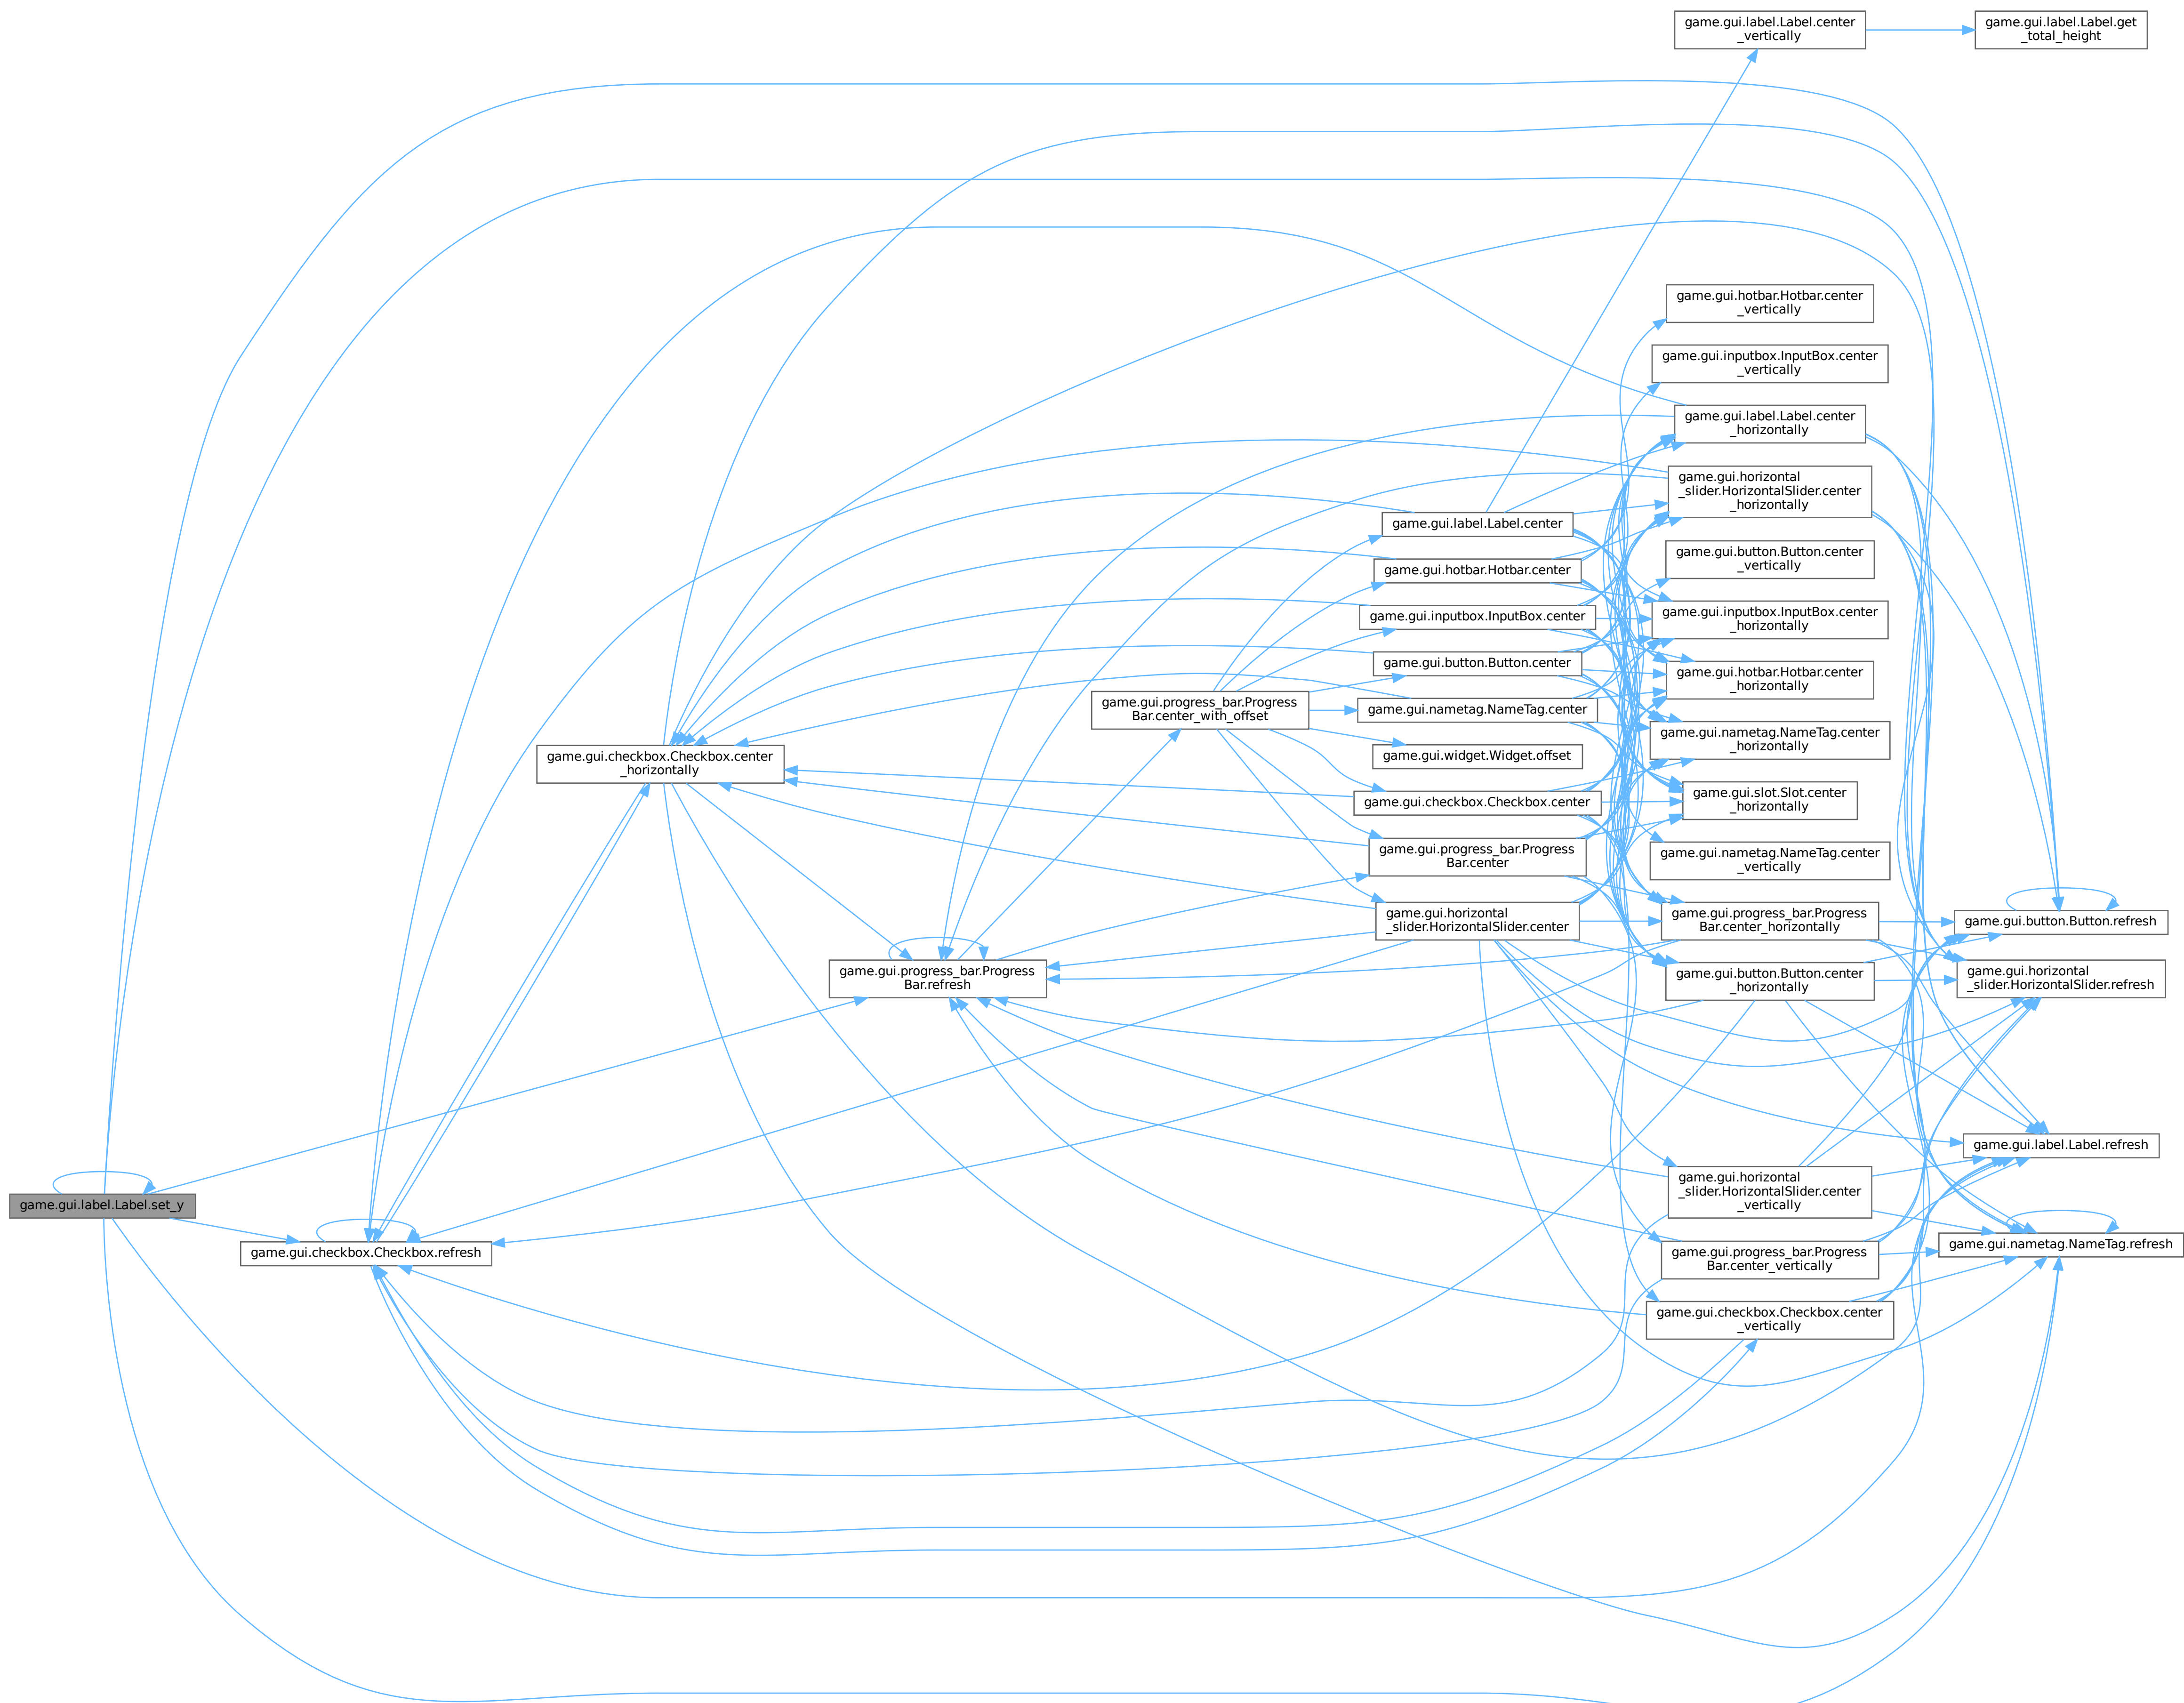 game.gui.label.Label.center
_vertically
game.gui.label.Label.get
_total_height
game.gui.hotbar.Hotbar.center
_vertically
game.gui.inputbox.InputBox.center
_vertically
game.gui.label.Label.center
_horizontally
game.gui.horizontal
_slider.HorizontalSlider.center
_horizontally
game.gui.label.Label.center
game.gui.button.Button.center
_vertically
game.gui.hotbar.Hotbar.center
game.gui.inputbox.InputBox.center
_horizontally
game.gui.inputbox.InputBox.center
game.gui.button.Button.center
game.gui.hotbar.Hotbar.center
_horizontally
game.gui.progress_bar.Progress
Bar.center_with_offset
game.gui.nametag.NameTag.center
game.gui.nametag.NameTag.center
_horizontally
game.gui.checkbox.Checkbox.center
_horizontally
game.gui.widget.Widget.offset
game.gui.slot.Slot.center
_horizontally
game.gui.checkbox.Checkbox.center
game.gui.progress_bar.Progress
Bar.center
game.gui.nametag.NameTag.center
_vertically
game.gui.horizontal
_slider.HorizontalSlider.center
game.gui.progress_bar.Progress
Bar.center_horizontally
game.gui.button.Button.refresh
game.gui.progress_bar.Progress
Bar.refresh
game.gui.button.Button.center
_horizontally
game.gui.horizontal
_slider.HorizontalSlider.refresh
game.gui.label.Label.refresh
game.gui.horizontal
_slider.HorizontalSlider.center
_vertically
game.gui.label.Label.set_y
game.gui.checkbox.Checkbox.refresh
game.gui.progress_bar.Progress
Bar.center_vertically
game.gui.nametag.NameTag.refresh
game.gui.checkbox.Checkbox.center
_vertically